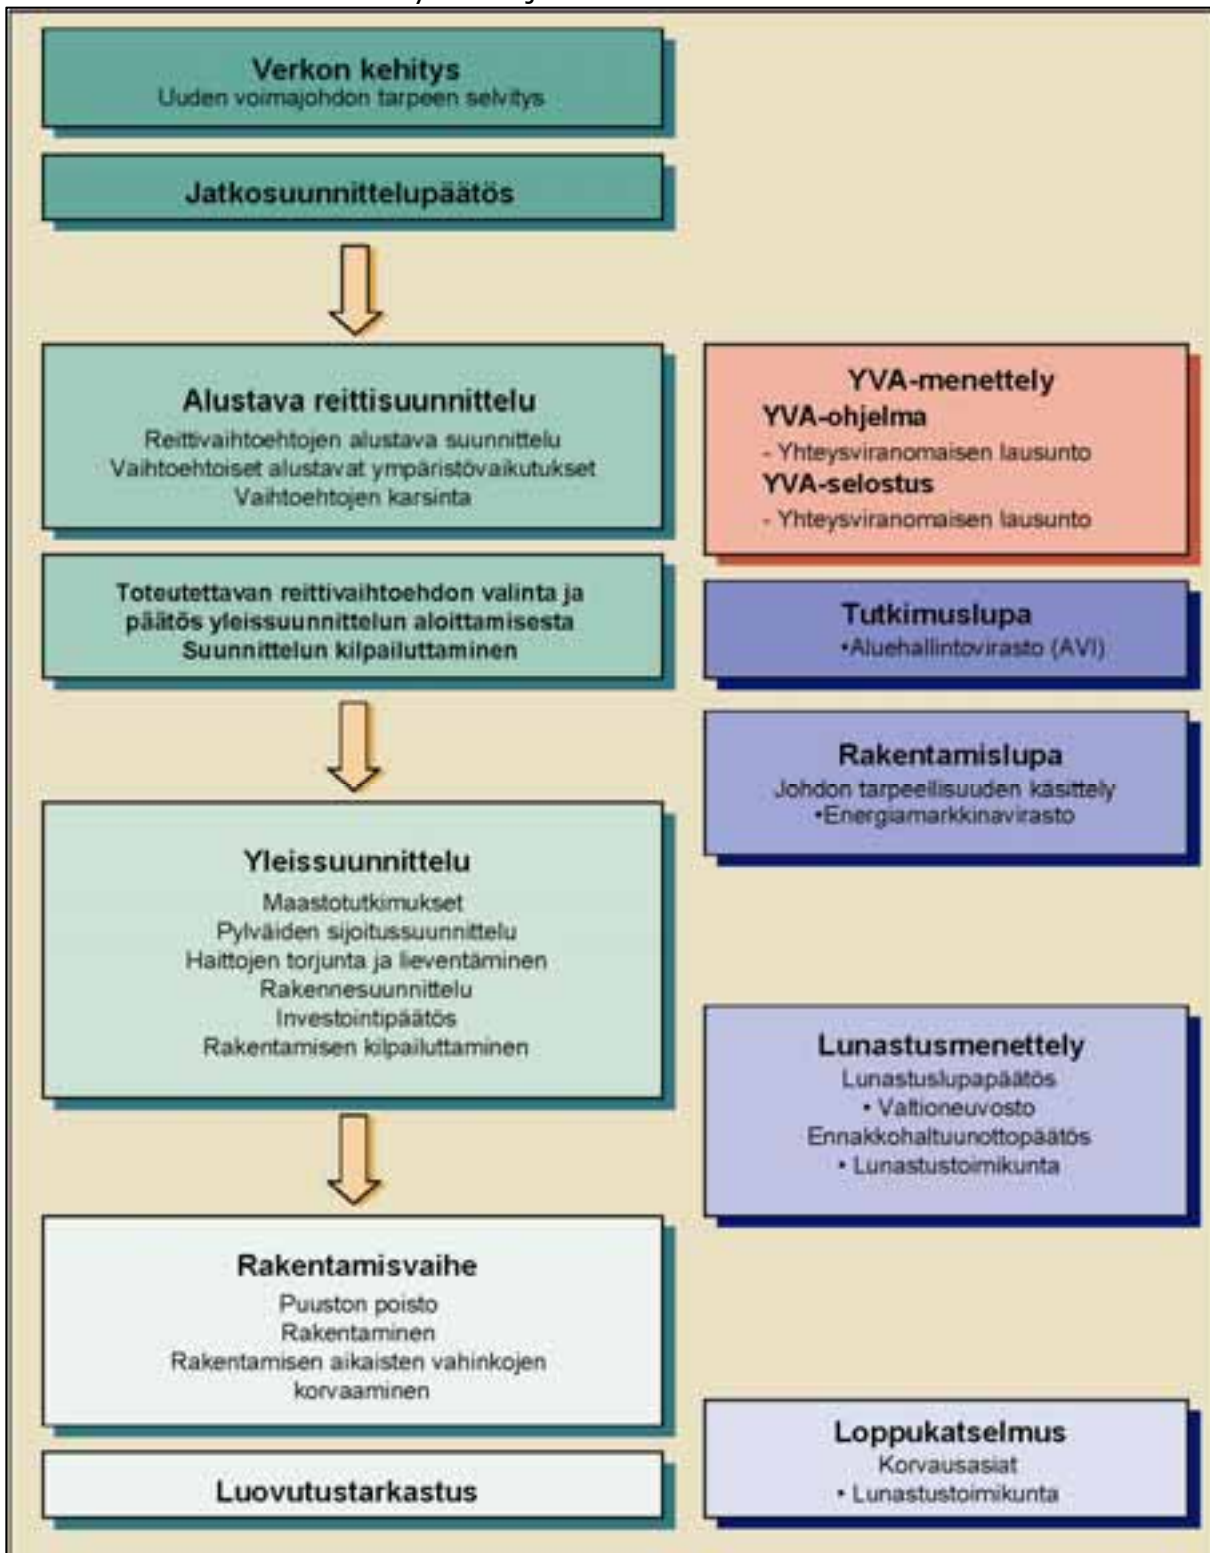 Verkon kehitys
Uuden voimajohdon tarpeen selvitys
Jatkosuunnittelupäätös
Alustava reittisuunnittelu
Reittivaihtoehtojen alustava suunnittelu
Vaihtoehtoiset alustavat ympäristövaikutukset
Vaihtoehtojen karsinta
Toteutettavan reittivaihtoehdon valinta ja
päätös yleissuunnittelun aloittamisesta
Suunnittelun kilpailuttaminen
Yleissuunnittelu
Maastotutkimukset
Pylväiden sijoitussuunnittelu
Haittojen torjunta ja lieventäminen
Rakennesuunnittelu
Investointipäätös
Rakentamisen kilpailuttaminen
Rakentamisvaihe
Puuston poisto
Rakentaminen
Rakentamisen aikaisten vahinkojen
korvaaminen
Luovutustarkastus
YVA-menettely
YVA-ohjelma
- Yhteysviranomaisen lausunto
YVA-selostus
- Yhteysviranomaisen lausunto
Tutkimuslupa
•Aluehallintovirasto (AVI)
Rakentamislupa
Johdon tarpeellisuuden käsittely
•Energiamarkkinavirasto
Lunastusmenettely
Lunastuslupapäätös
• Valtioneuvosto
Ennakkohaltuunottopäätös
• Lunastustoimikunta
Loppukatselmus
Korvausasiat
• Lunastustoimikunta